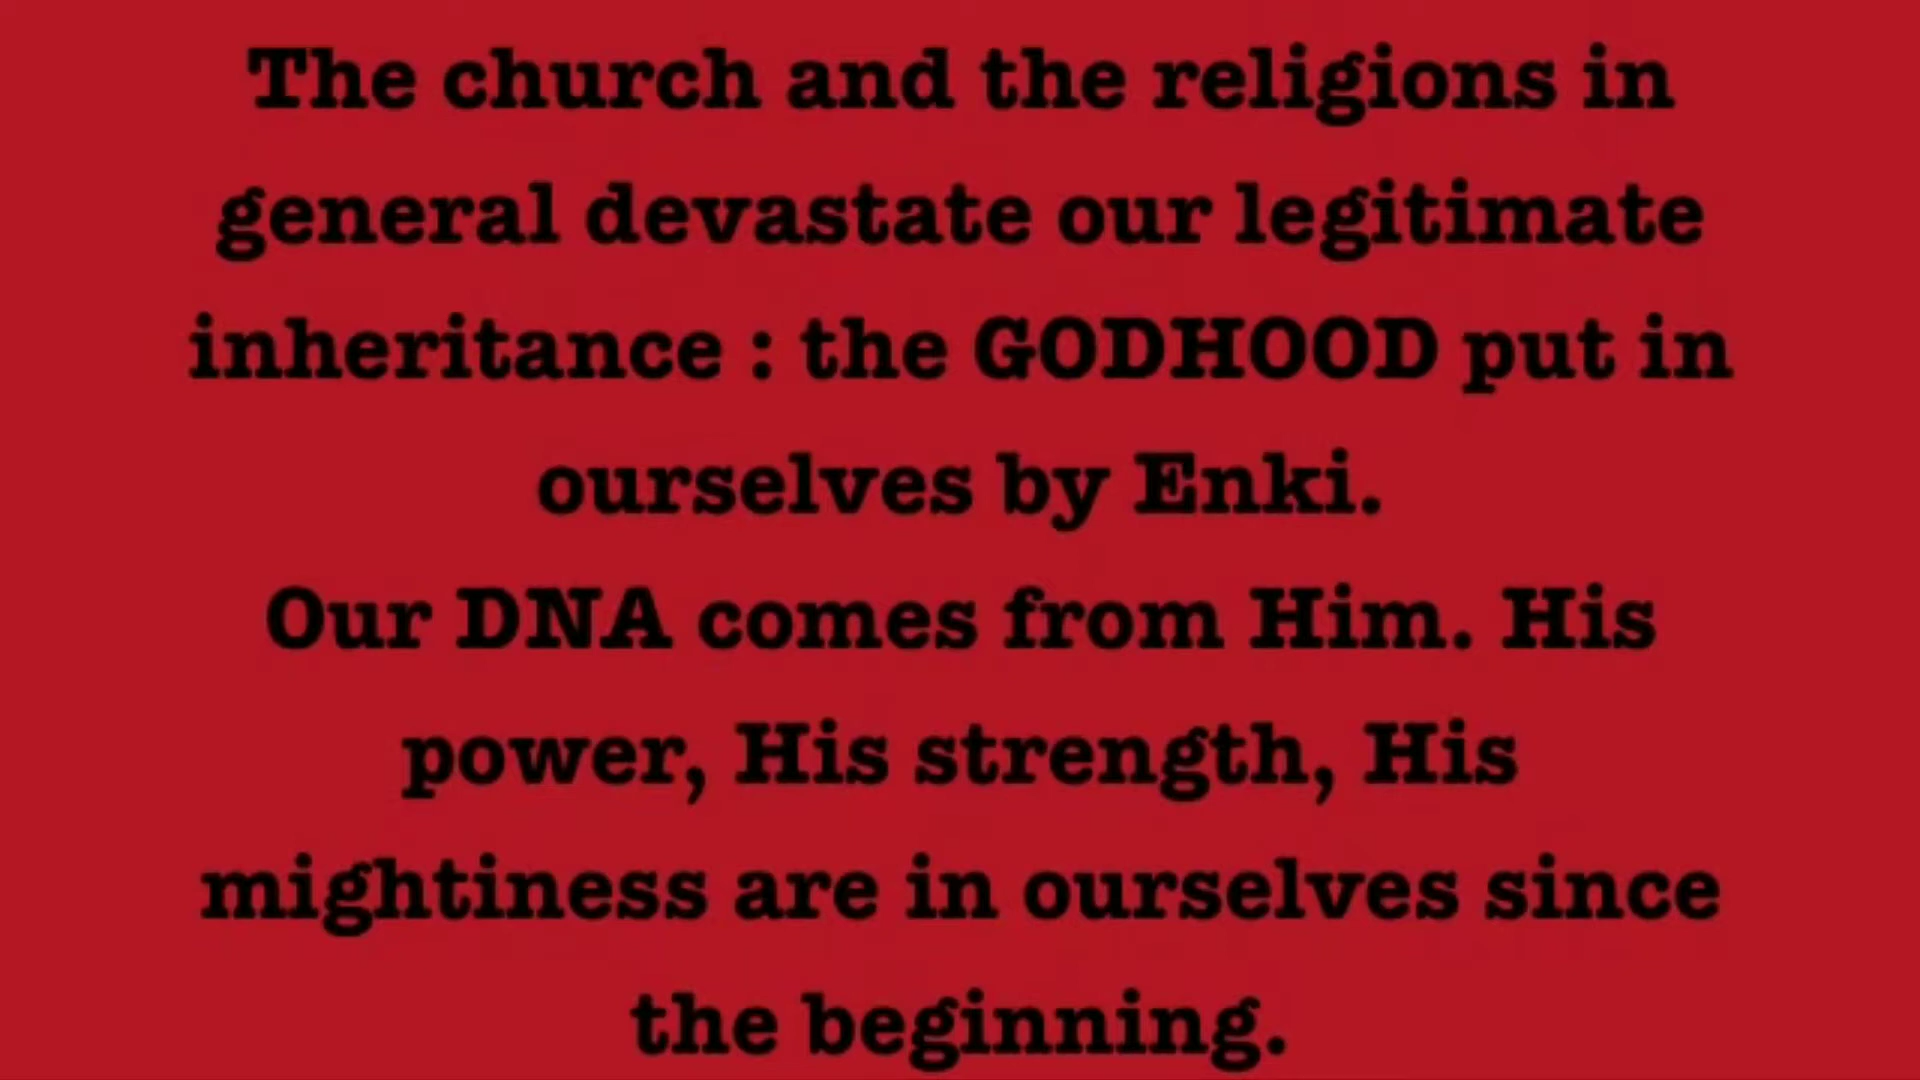 The church and the religions in
general devastate our legitimate
inheritance : the GODHOOD put in
ourselves by Enki.
Our DNA comes from Him. His
power, His strength, His
mightiness are in ourselves since
the beginning.